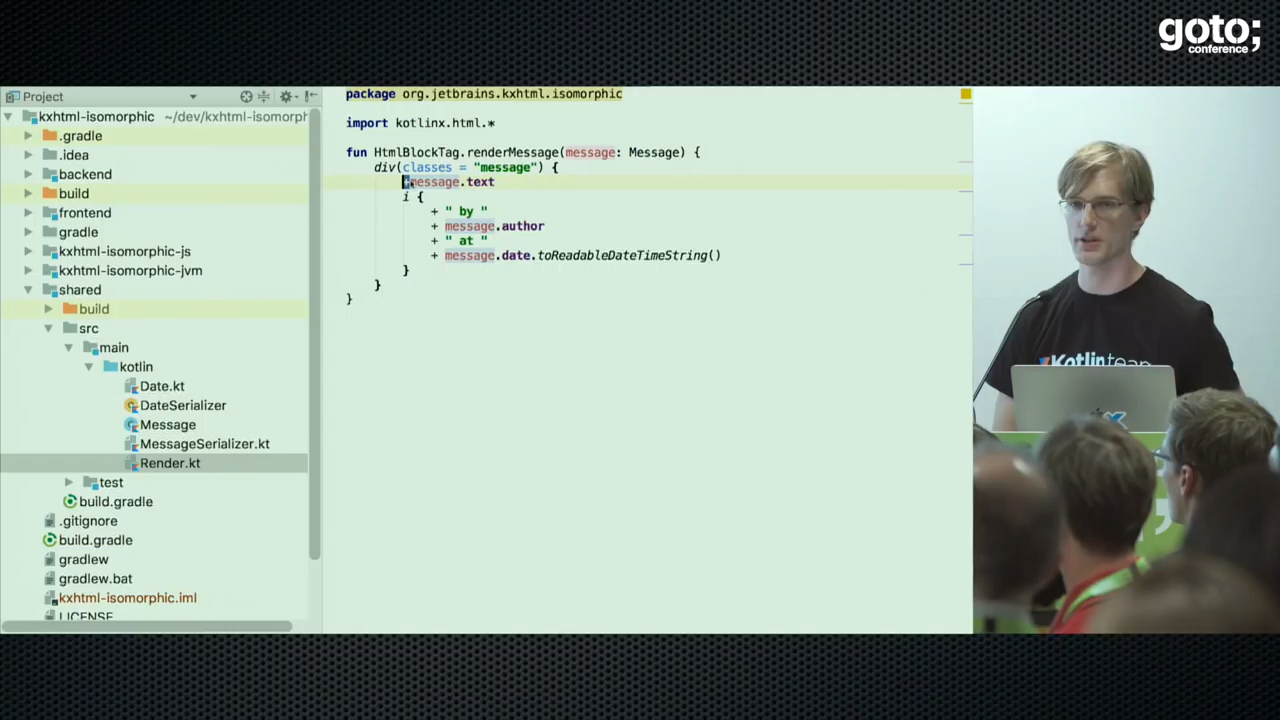 goto;
conference
Project
kxhtml-isomorphic ~/dev/kxhtml-isomorph
.gradle
.idea
backend
build
frontend
gradle
kxhtml-isomorphic-js
kxhtml-isomorphic-jvm
shared
build
src
main
kotlin
Date.kt
DateSerializer
Message
MessageSerializer.kt
Render.kt
test
build.gradle
.gitignore
build.gradle
gradlew
gradlew.bat
kxhtml-isomorphic.iml
LICENSE
package org.jetbrains.kxhtml.isomorphic
import kotlinx.html.*
fun HtmlBlockTag.renderMessage(message: Message) {
div(classes = "message") {
message.text
i {
+ " by "
+ message.author
+ " at "
+ message.date.toReadableDateTimeString()
}
}
}
Kotlin team